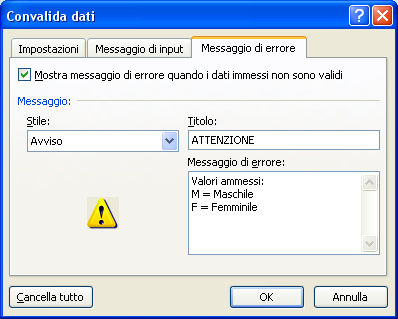 Convalida dati
Impostazioni Messaggio di input Messaggio di errore
Mostra messaggio di errore quando i dati immessi non sono validi
Messaggio:
Stile: Titolo:
Avviso ATTENZIONE
Messaggio di errore:
Valori ammessi:
M = Maschile
F = Femminile
Cancella tutto OK Annulla